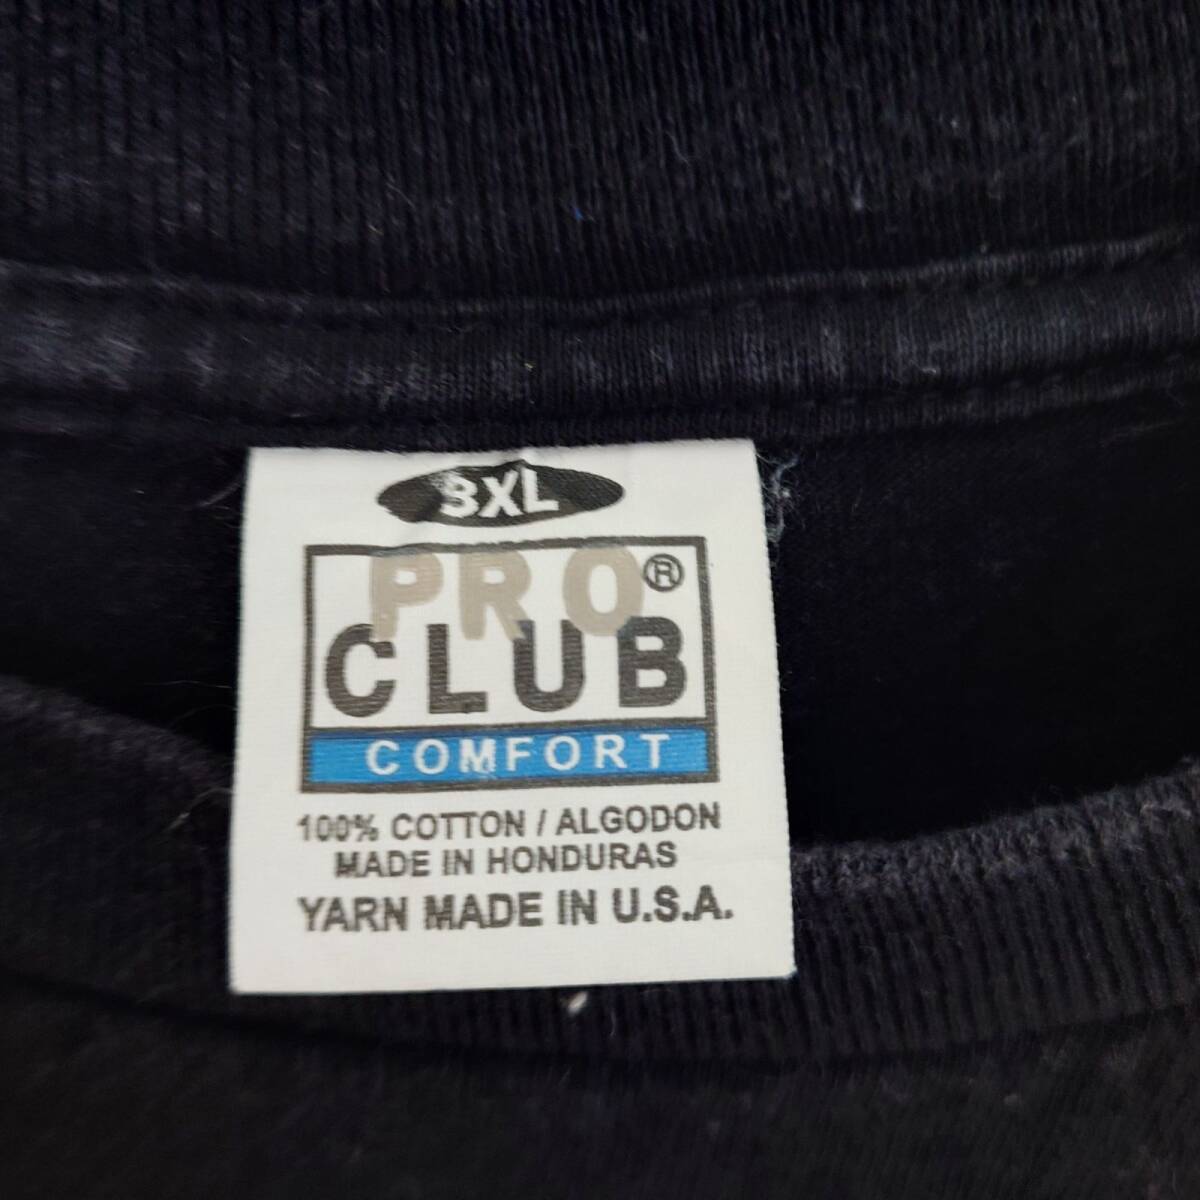 3XL
PRO®
CLUB
COMFORT
100% COTTON / ALGODON
MADE IN HONDURAS
YARN MADE IN U.S.A.